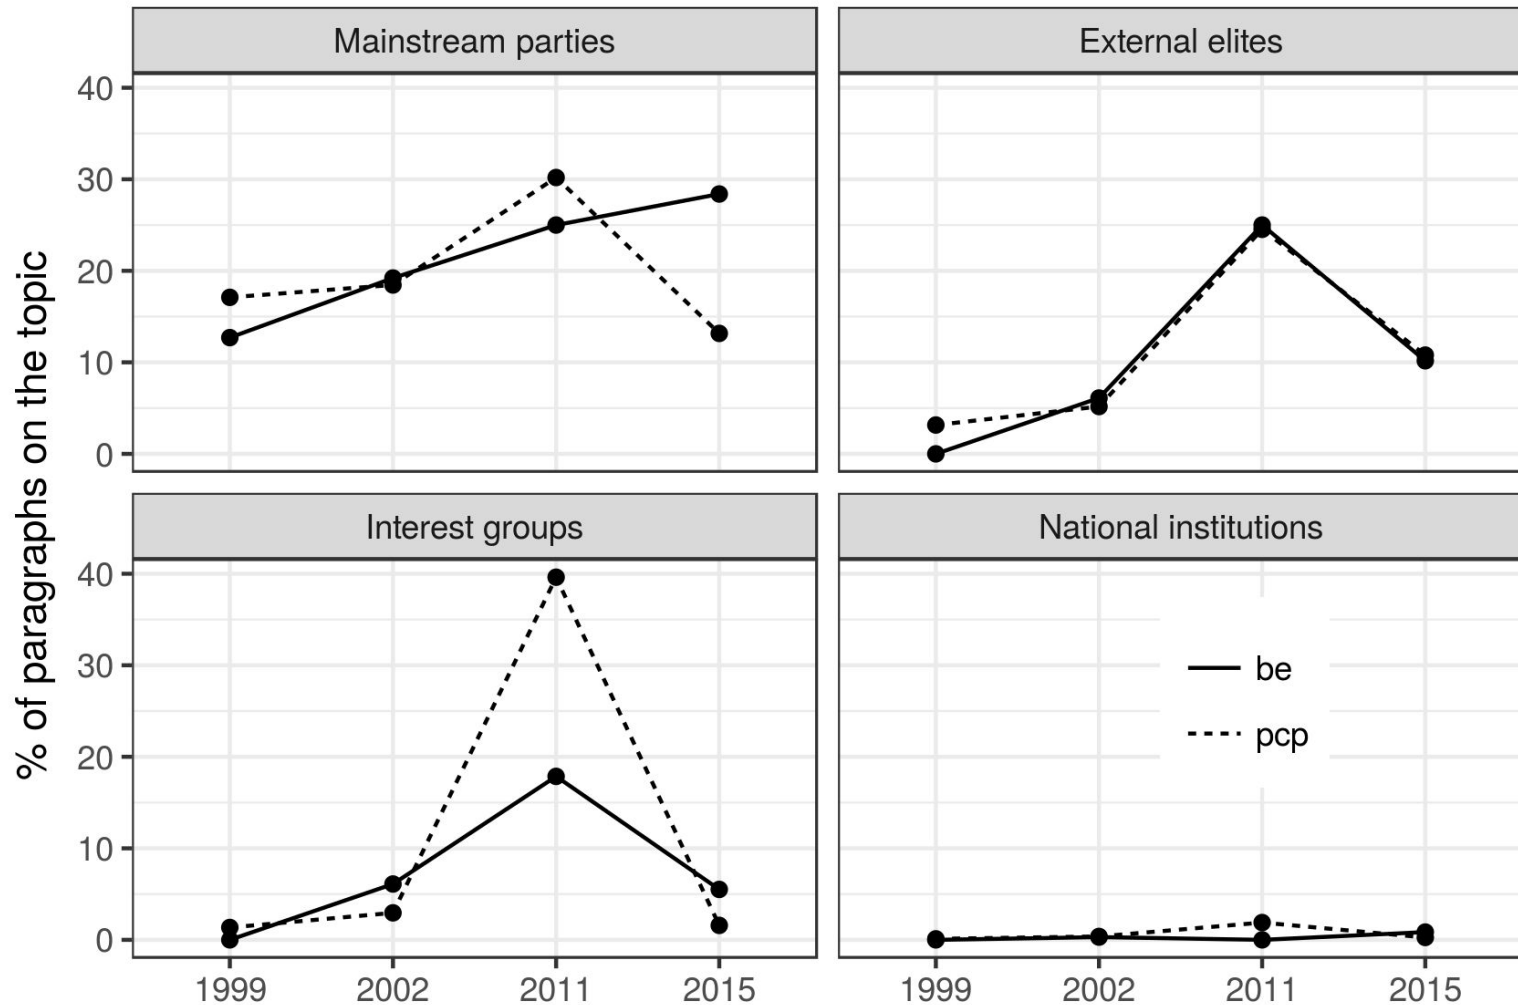 Mainstream parties
External elites
40
30
20
10
0
Interest groups
National institutions
40
30
20
10
0
be
pcp
1999 2002 2011 2015
1999 2002 2011 2015
% of paragraphs on the topic